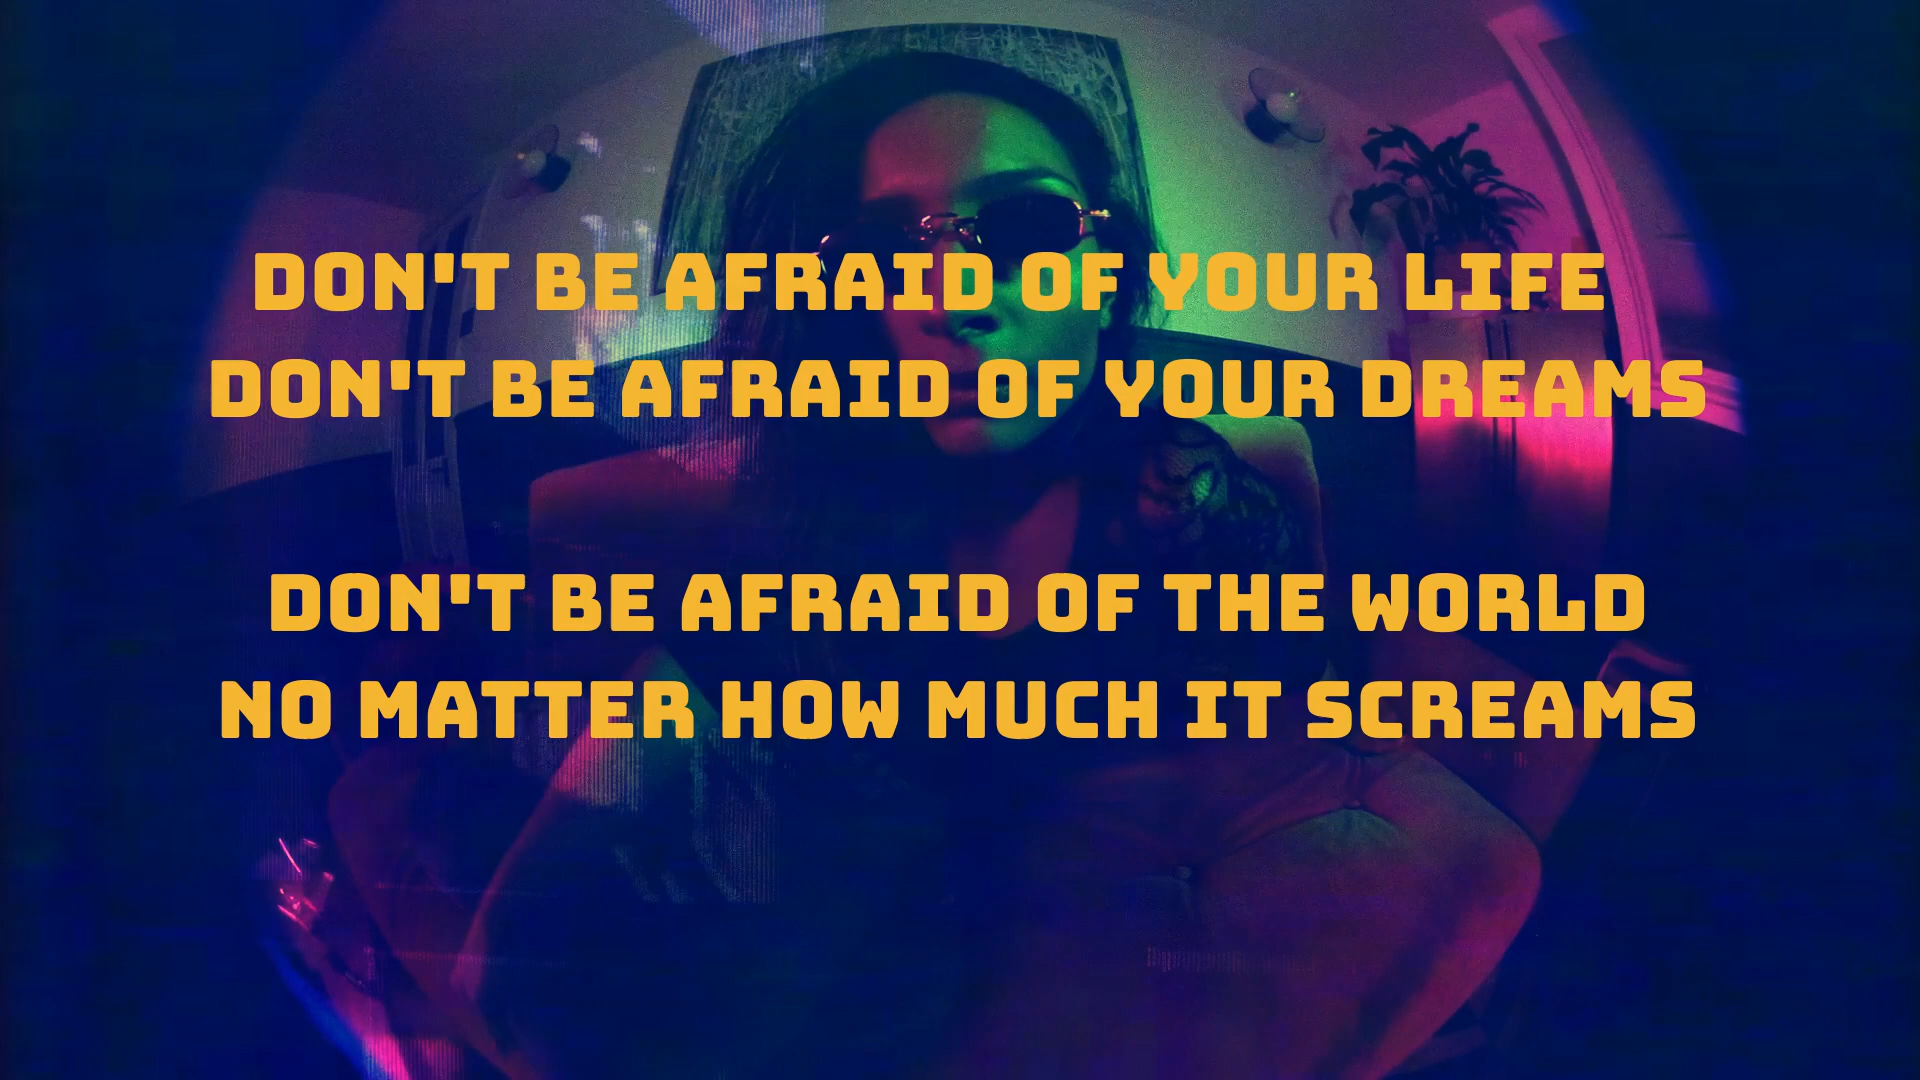 DON'T BE AFRAID OF YOUR LIFE
DON'T BE AFRAID OF YOUR DREAMS
DON'T BE AFRAID OF THE WORLD
NO MATTER HOW MUCH IT SCREAMS